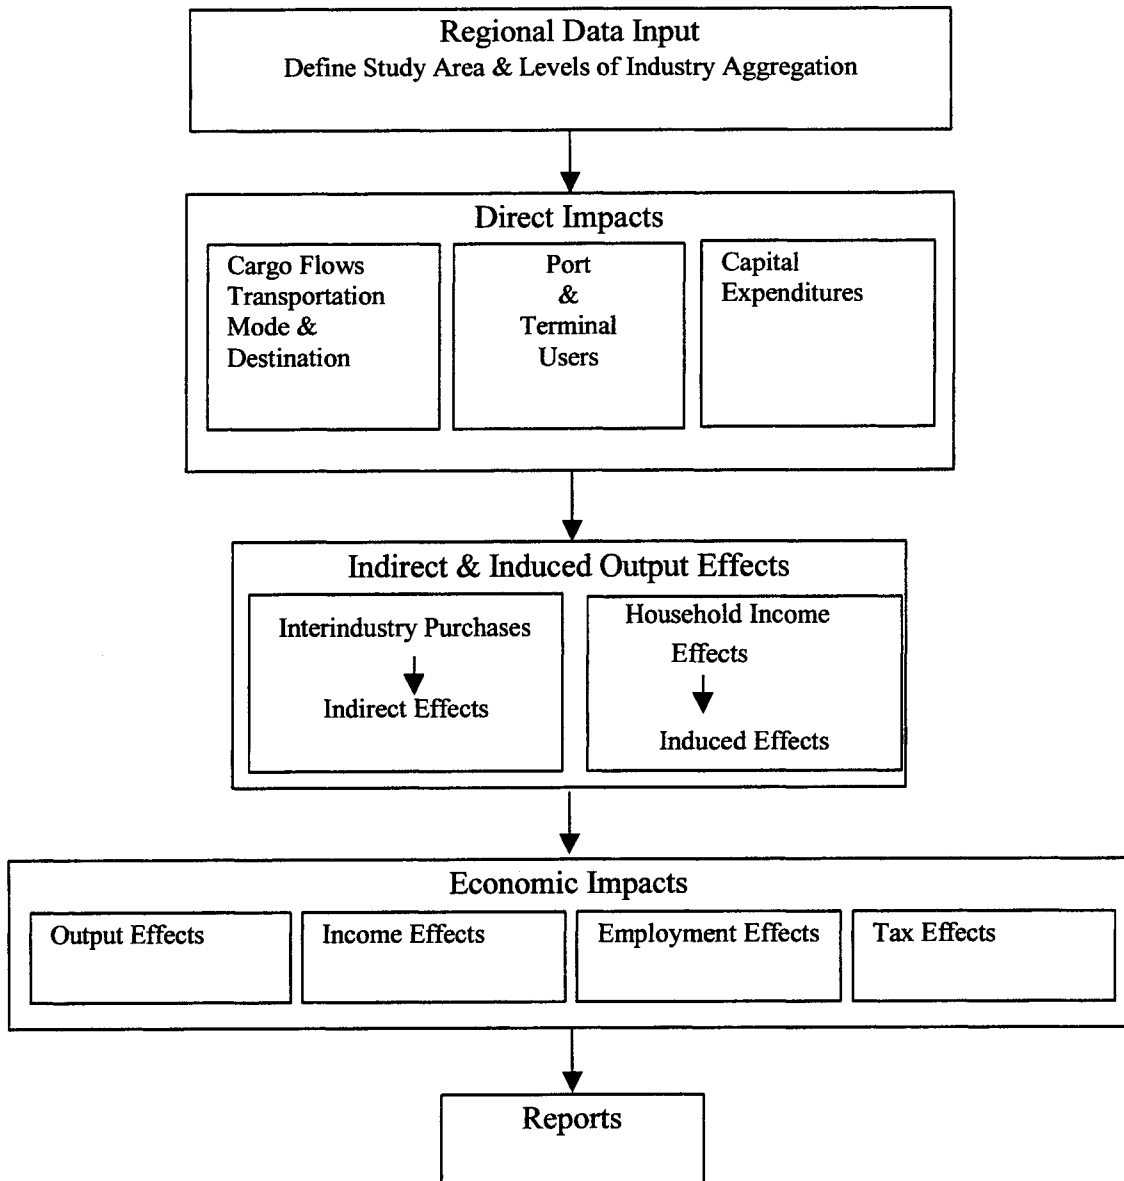 Regional Data Input
Define Study Area & Levels of Industry Aggregation
Direct Impacts
Cargo Flows
Transportation
Mode &
Destination
Port
&
Terminal
Users
Capital
Expenditures
Indirect & Induced Output Effects
Interindustry Purchases
Indirect Effects
Household Income
Effects
Induced Effects
Economic Impacts
Output Effects
Income Effects
Employment Effects
Tax Effects
Reports